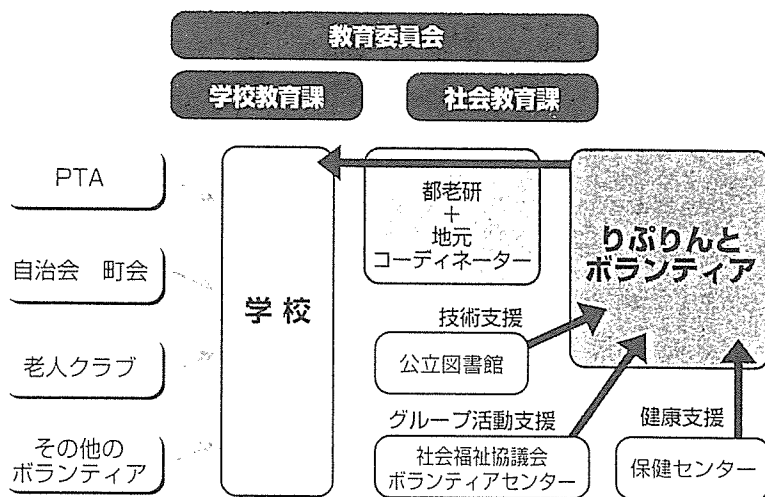 教育委員会
学校教育課
社会教育課
PTA
自治会 町会
老人クラブ
その他の
ボランティア
学校
都老研
+
地元
コーディネーター
りぷりんと
ボランティア
技術支援
公立図書館
グループ活動支援
社会福祉協議会
ボランティアセンター
健康支援
保健センター